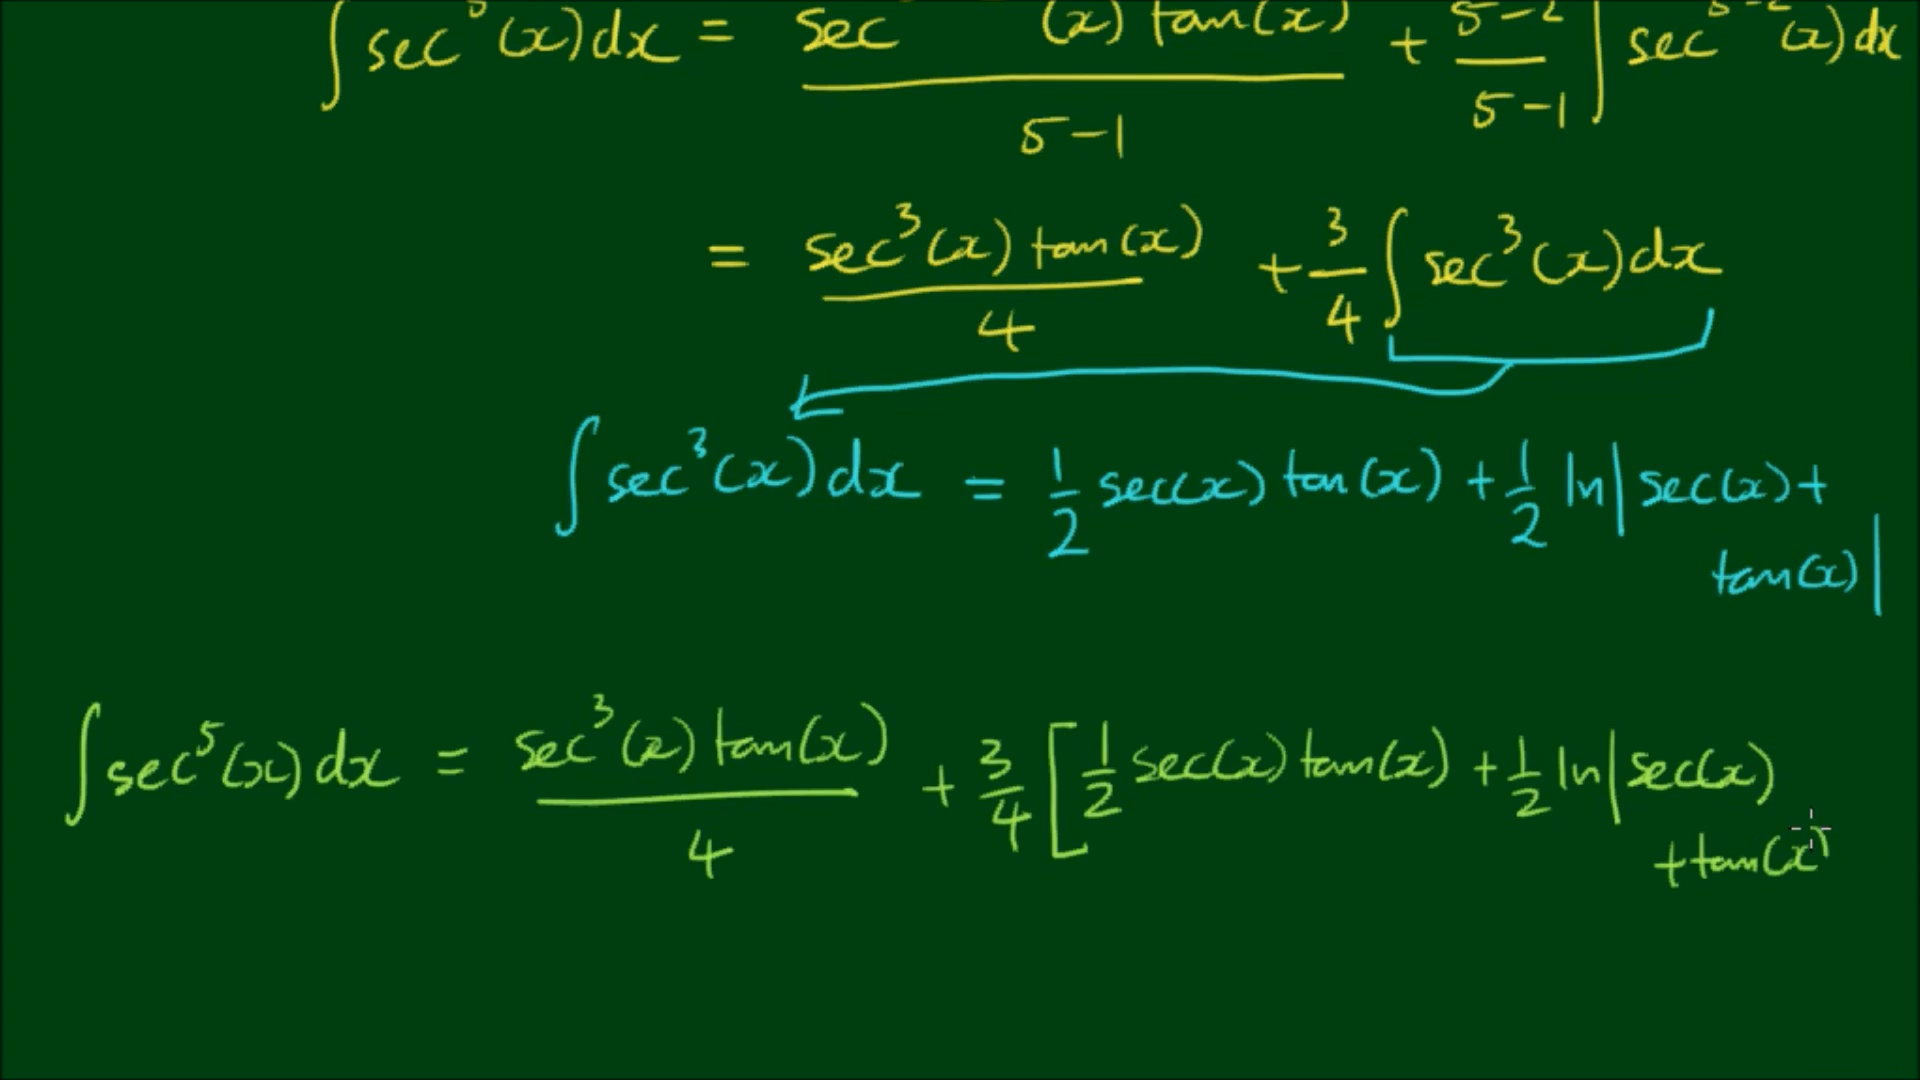 ∫ sec⁵(x)dx = sec (x) tan(x) / 5-1 + 5-2 / 5-1 ∫ sec⁵⁻²(x)dx
= sec³(x) tan(x) / 4 + 3/4 ∫ sec³(x)dx
∫ sec³(x)dx = 1/2 sec(x) tan(x) + 1/2 ln| sec(x) +
tan(x)|
∫ sec⁵(x)dx = sec³(x) tan(x) / 4 + 3/4 [ 1/2 sec(x) tan(x) + 1/2 ln| sec(x)
+ tan(x)